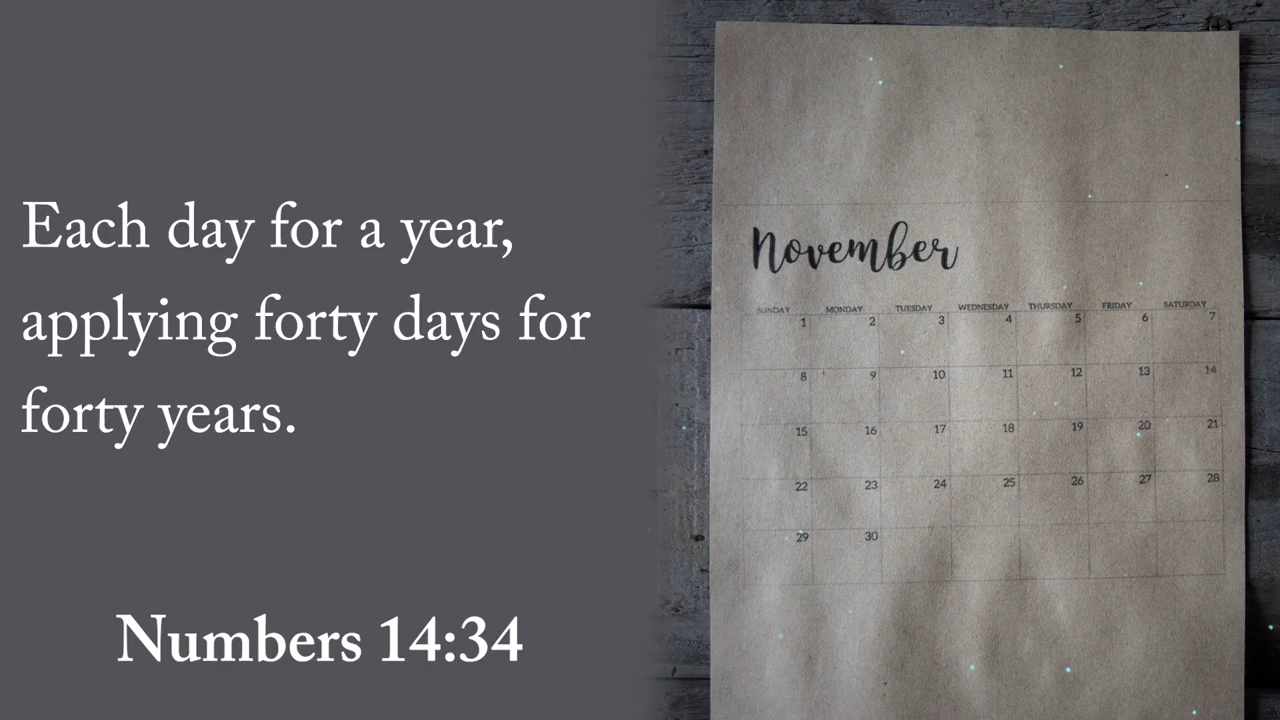 Each day for a year,
applying forty days for
forty years.
Numbers 14:34
November
SUNDAY MONDAY TUESDAY WEDNESDAY THURSDAY FRIDAY SATURDAY
1 2 3 4 5 6 7
8 9 10 11 12 13 14
15 16 17 18 19 20 21
22 23 24 25 26 27 28
29 30